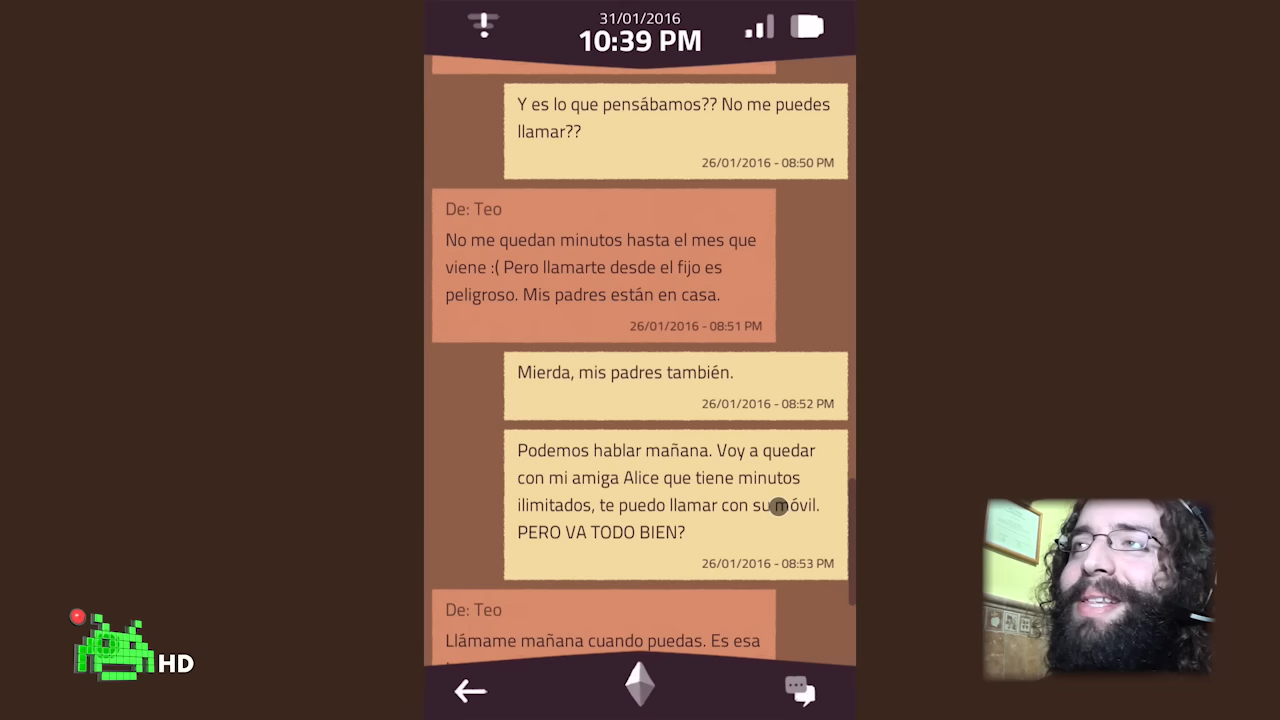 31/01/2016
10:39 PM
Y es lo que pensábamos?? No me puedes
llamar??
26/01/2016 - 08:50 PM
De: Teo
No me quedan minutos hasta el mes que
viene :( Pero llamarte desde el fijo es
peligroso. Mis padres están en casa.
26/01/2016 - 08:51 PM
Mierda, mis padres también.
26/01/2016 - 08:52 PM
Podemos hablar mañana. Voy a quedar
con mi amiga Alice que tiene minutos
ilimitados, te puedo llamar con su móvil.
PERO VA TODO BIEN?
26/01/2016 - 08:53 PM
De: Teo
Llámame mañana cuando puedas. Es esa
HD